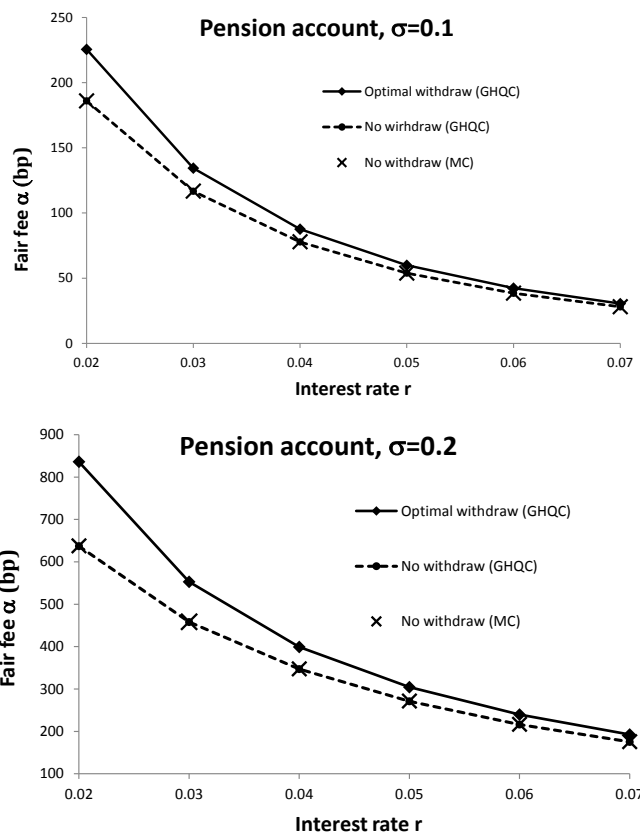 Pension account, σ=0.1
250
200
150
100
50
0
Fair fee α (bp)
Optimal withdraw (GHQC)
No wirhdraw (GHQC)
No withdraw (MC)
0.02 0.03 0.04 0.05 0.06 0.07
Interest rate r
Pension account, σ=0.2
900
800
700
600
500
400
300
200
100
Fair fee α (bp)
Optimal withdraw (GHQC)
No withdraw (GHQC)
No withdraw (MC)
0.02 0.03 0.04 0.05 0.06 0.07
Interest rate r